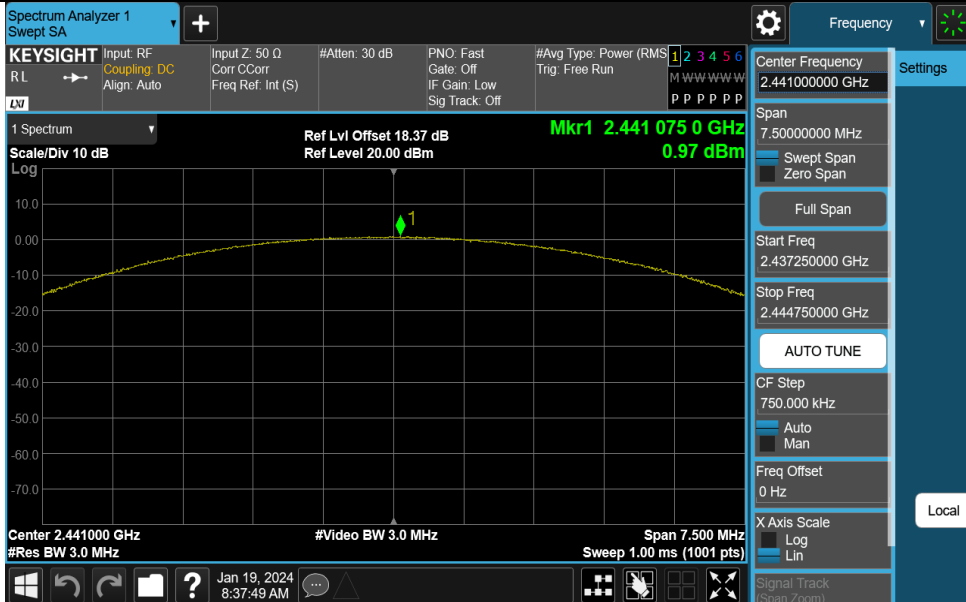 Spectrum Analyzer 1
Swept SA
+
Frequency
KEYSIGHT
R L
LXI
Input: RF
Coupling: DC
Align: Auto
Input Z: 50 Ω
Corr CCorr
Freq Ref: Int (S)
#Atten: 30 dB
PNO: Fast
Gate: Off
IF Gain: Low
Sig Track: Off
#Avg Type: Power (RMS
Trig: Free Run
1 2 3 4 5 6
M W W W W W
P P P P P P
1 Spectrum
Scale/Div 10 dB
Log
Ref Lvl Offset 18.37 dB
Ref Level 20.00 dBm
Mkr1 2.441 075 0 GHz
0.97 dBm
1
10.0
0.00
-10.0
-20.0
-30.0
-40.0
-50.0
-60.0
-70.0
Center 2.441000 GHz
#Res BW 3.0 MHz
#Video BW 3.0 MHz
Span 7.500 MHz
Sweep 1.00 ms (1001 pts)
?
Jan 19, 2024
8:37:49 AM
Center Frequency
2.441000000 GHz
Span
7.50000000 MHz
Swept Span
Zero Span
Full Span
Start Freq
2.437250000 GHz
Stop Freq
2.444750000 GHz
AUTO TUNE
CF Step
750.000 kHz
Auto
Man
Freq Offset
0 Hz
X Axis Scale
Log
Lin
Signal Track
(Span Zoom)
Settings
Local